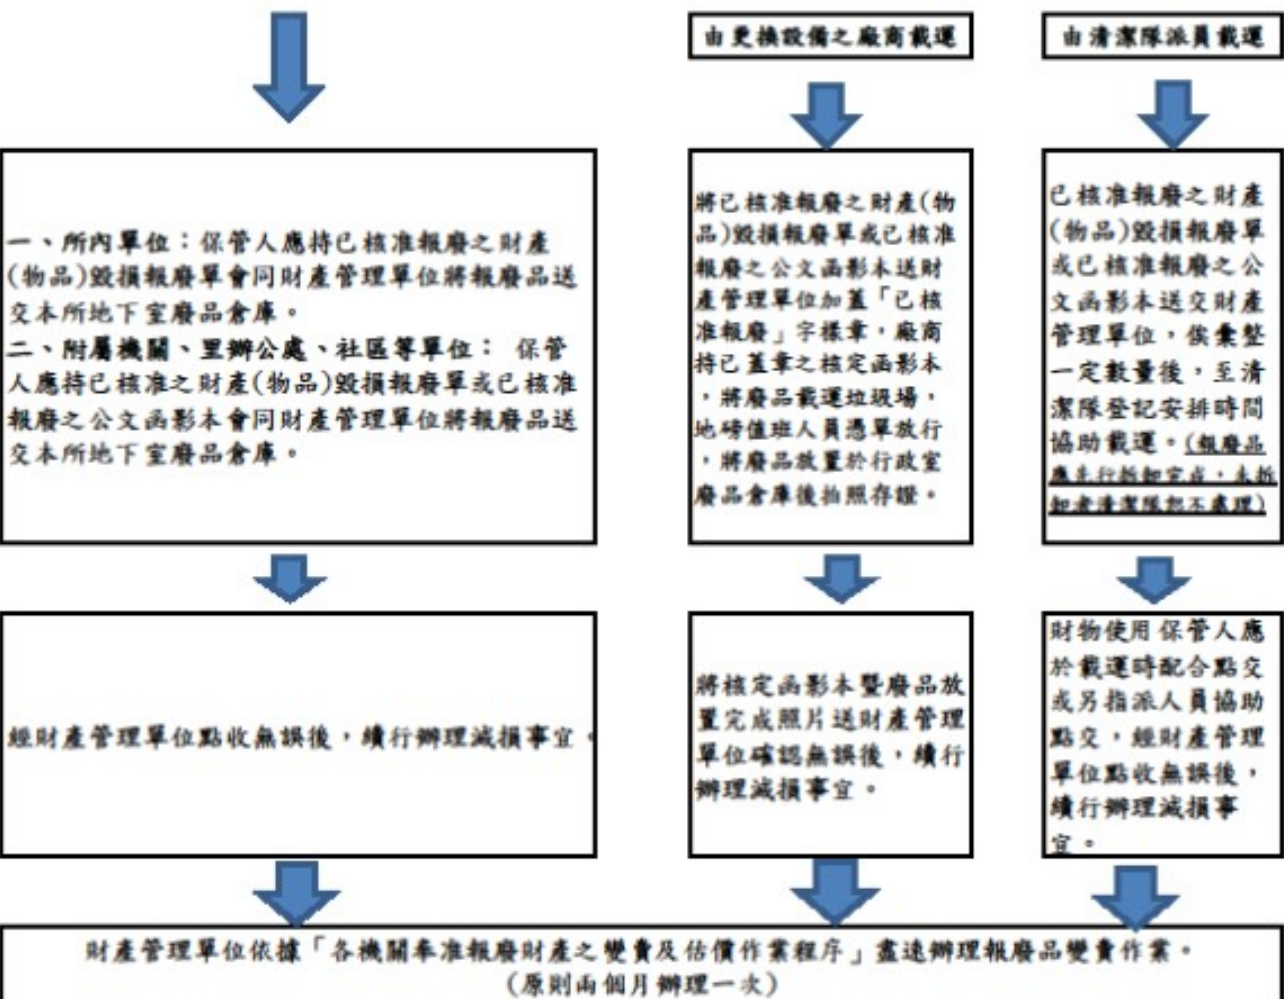 由更換設備之廠商載運
由清潔隊派員載運
一、所內單位：保管人應持已核准報廢之財產
(物品)毀損報廢單會同財產管理單位將報廢品送
交本所地下室廢品倉庫。
二、附屬機關、里辦公處、社區等單位： 保管
人應持已核准之財產(物品)毀損報廢單或已核准
報廢之公文函影本會同財產管理單位將報廢品送
交本所地下室廢品倉庫。
將已核准報廢之財產(物
品)毀損報廢單或已核准
報廢之公文函影本送財
產管理單位加蓋「已核
准報廢」字樣章，廠商
持已蓋章之核定函影本
，將廢品載運垃圾場，
地磅值班人員憑單放行
，將廢品放置於行政室
廢品倉庫後拍照存證。
已核准報廢之財產
(物品)毀損報廢單
或已核准報廢之公
文函影本送交財產
管理單位，俟彙整
一定數量後，至清
潔隊登記安排時間
協助載運。(報廢品
應先行拆卸完成，未拆
卸者清潔隊恕不處理)
經財產管理單位點收無誤後，續行辦理減損事宜。
將核定函影本暨廢品放
置完成照片送財產管理
單位確認無誤後，續行
辦理減損事宜。
財物使用保管人應
於載運時配合點交
或另指派人員協助
點交，經財產管理
單位點收無誤後，
續行辦理減損事
宜。
財產管理單位依據「各機關奉准報廢財產之變賣及估價作業程序」盡速辦理報廢品變賣作業。
(原則兩個月辦理一次)